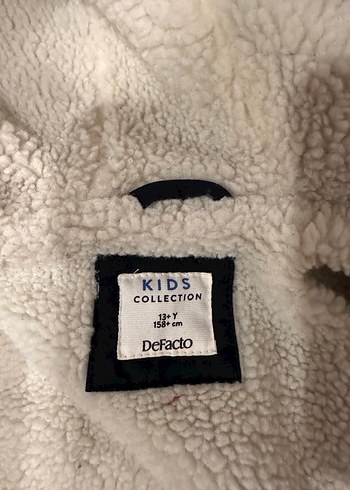 KIDS
COLLECTION
13+ Y
158+ cm
DeFacto